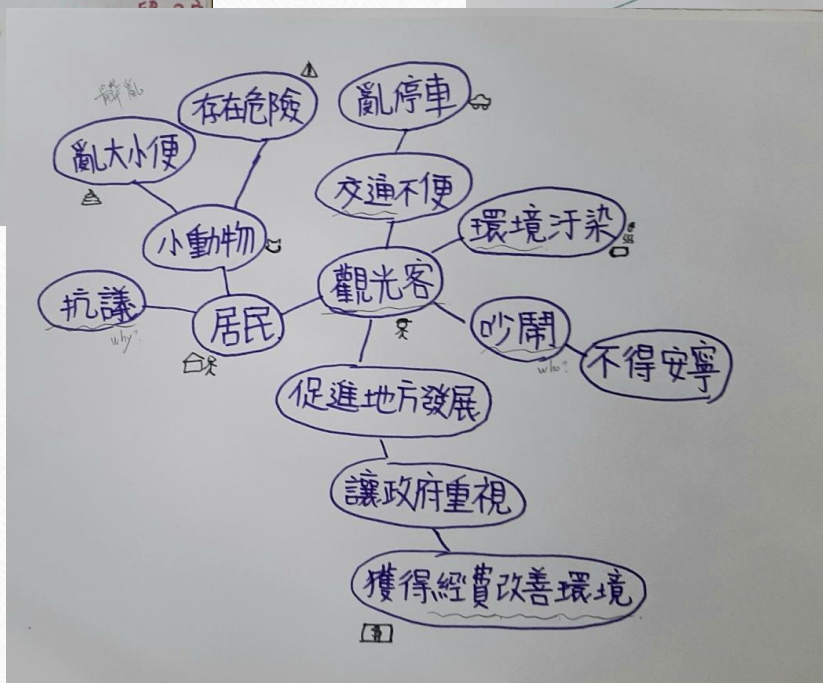 存在危險
亂停車
髒亂
亂大小便
交通不便
小動物
環境汙染
觀光客
抗議
居民
吵鬧
why?
who?
不得安寧
促進地方發展
讓政府重視
獲得經費改善環境
$